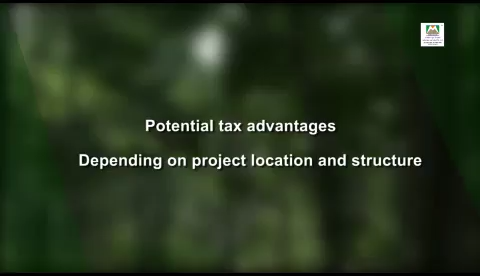 Potential tax advantages
Depending on project location and structure